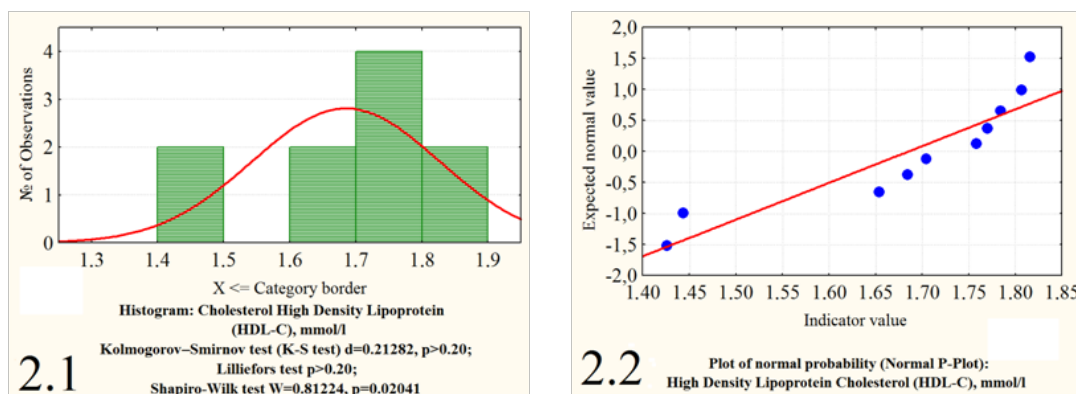 4
3
2
1
0
№ of Observations
1.3 1.4 1.5 1.6 1.7 1.8 1.9
X <= Category border
Histogram: Cholesterol High Density Lipoprotein
(HDL-C), mmol/l
Kolmogorov–Smirnov test (K-S test) d=0.21282, p>0.20;
Lilliefors test p>0.20;
Shapiro-Wilk test W=0.81224, p=0.02041
2.1
2,0
1,5
1,0
0,5
0,0
-0,5
-1,0
-1,5
-2,0
Expected normal value
1.40 1.45 1.50 1.55 1.60 1.65 1.70 1.75 1.80 1.85
Indicator value
Plot of normal probability (Normal P-Plot):
High Density Lipoprotein Cholesterol (HDL-C), mmol/l
2.2